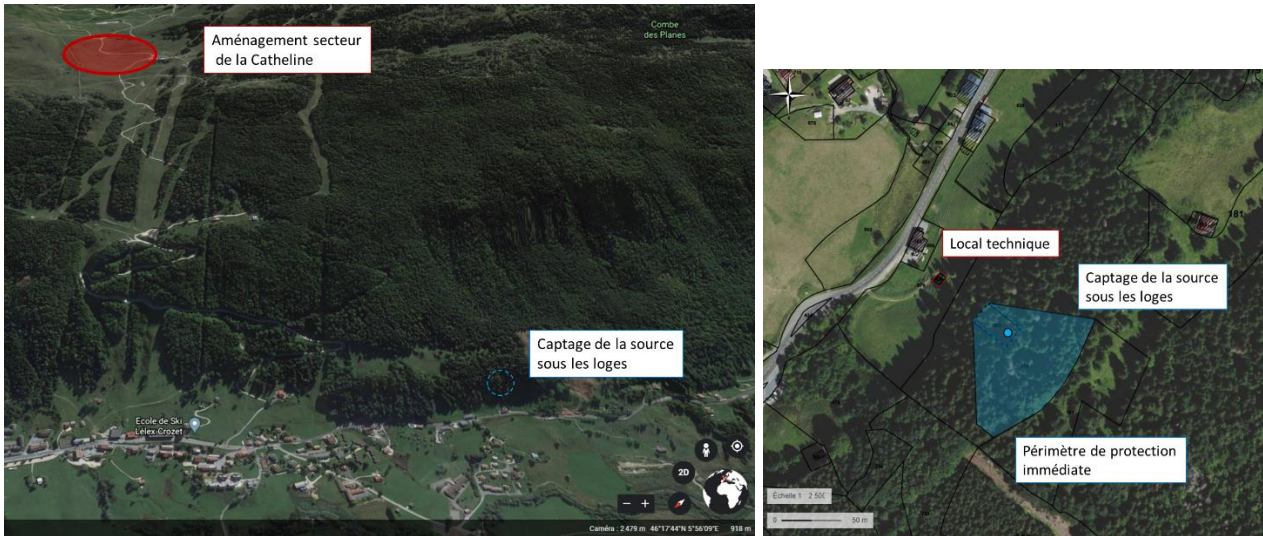 Combe
des Planes
Aménagement secteur
de la Catheline
Captage de la source
sous les loges
Ecole de Ski
Lelex-Crozet
2D
Caméra : 2 479 m 46°17'44"N 5°56'09"E 918 m
Local technique
181
Captage de la source
sous les loges
Périmètre de protection
immédiate
Échelle 1 : 2 500
0 50 m